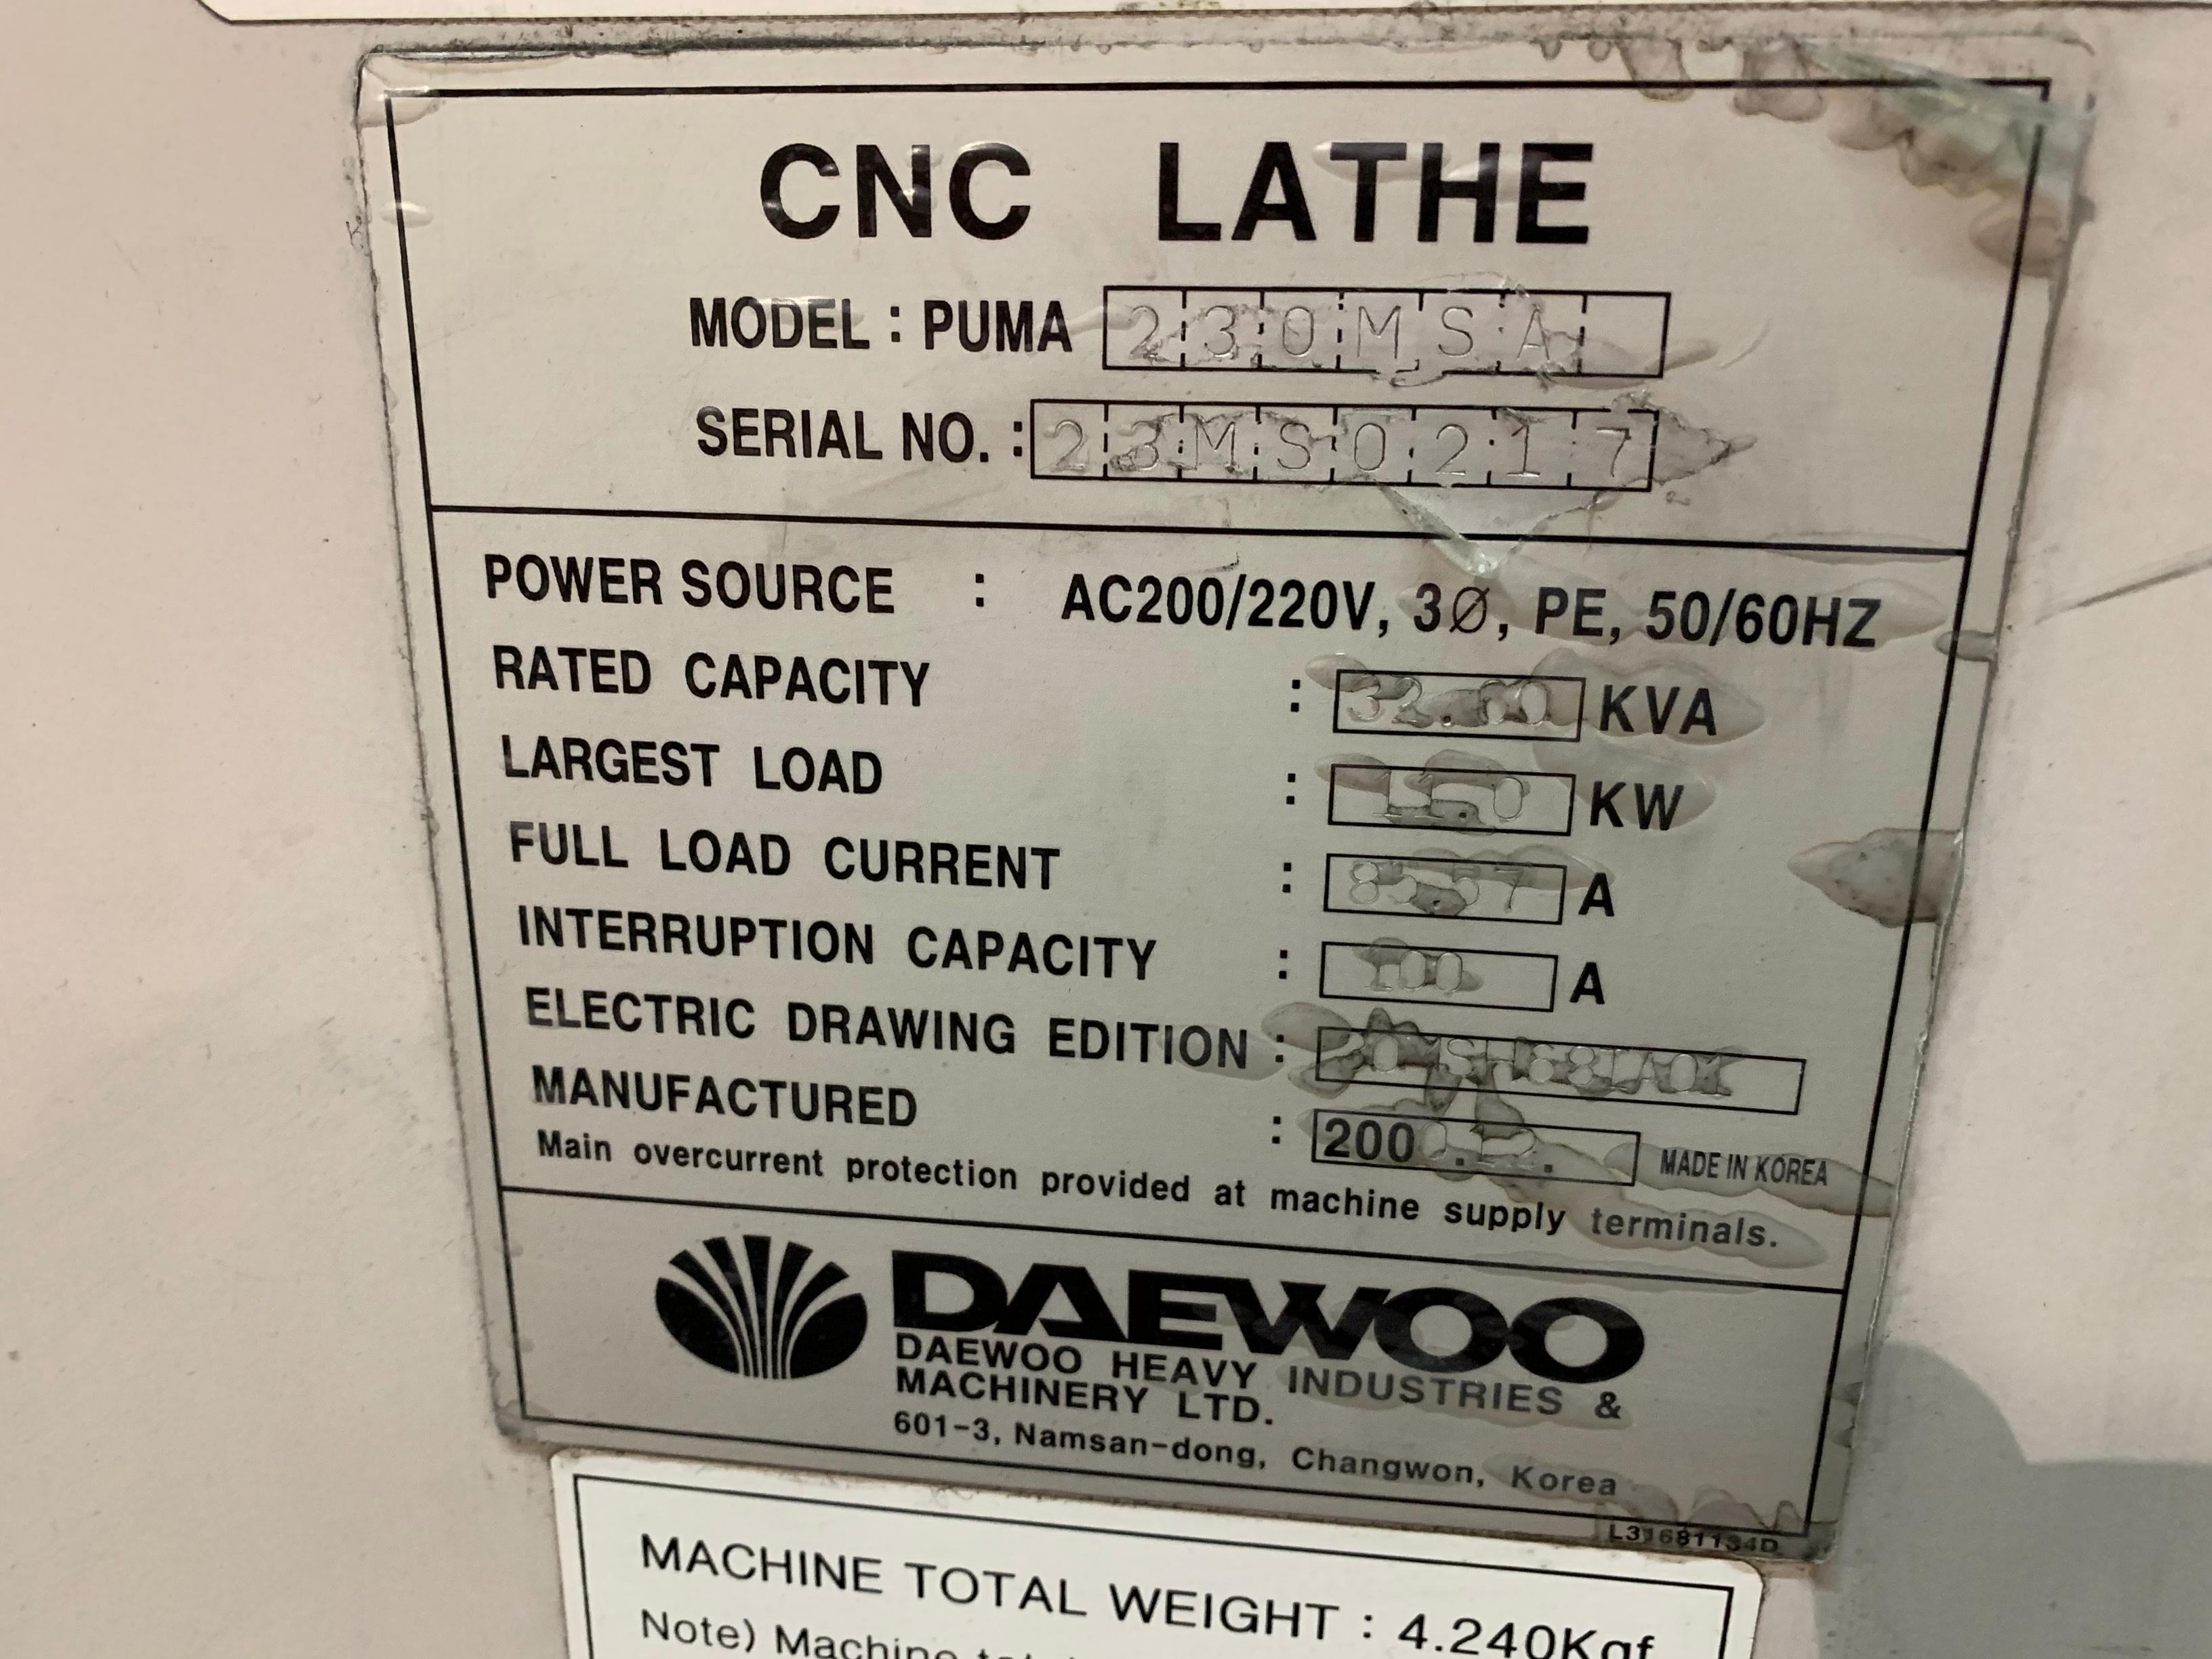 CNC LATHE
MODEL : PUMA 230MSA
SERIAL NO. : 23MS0217
POWER SOURCE : AC200/220V, 3Ø, PE, 50/60HZ
RATED CAPACITY : KVA
LARGEST LOAD : KW
FULL LOAD CURRENT : A
INTERRUPTION CAPACITY : 100 A
ELECTRIC DRAWING EDITION :
MANUFACTURED : MADE IN KOREA
Main overcurrent protection provided at machine supply terminals.
DAEWOO
DAEWOO HEAVY INDUSTRIES &
MACHINERY LTD.
601-3, Namsan-dong, Changwon, Korea
L31681134D
MACHINE TOTAL WEIGHT : 4.240Kgf
Note) Machine